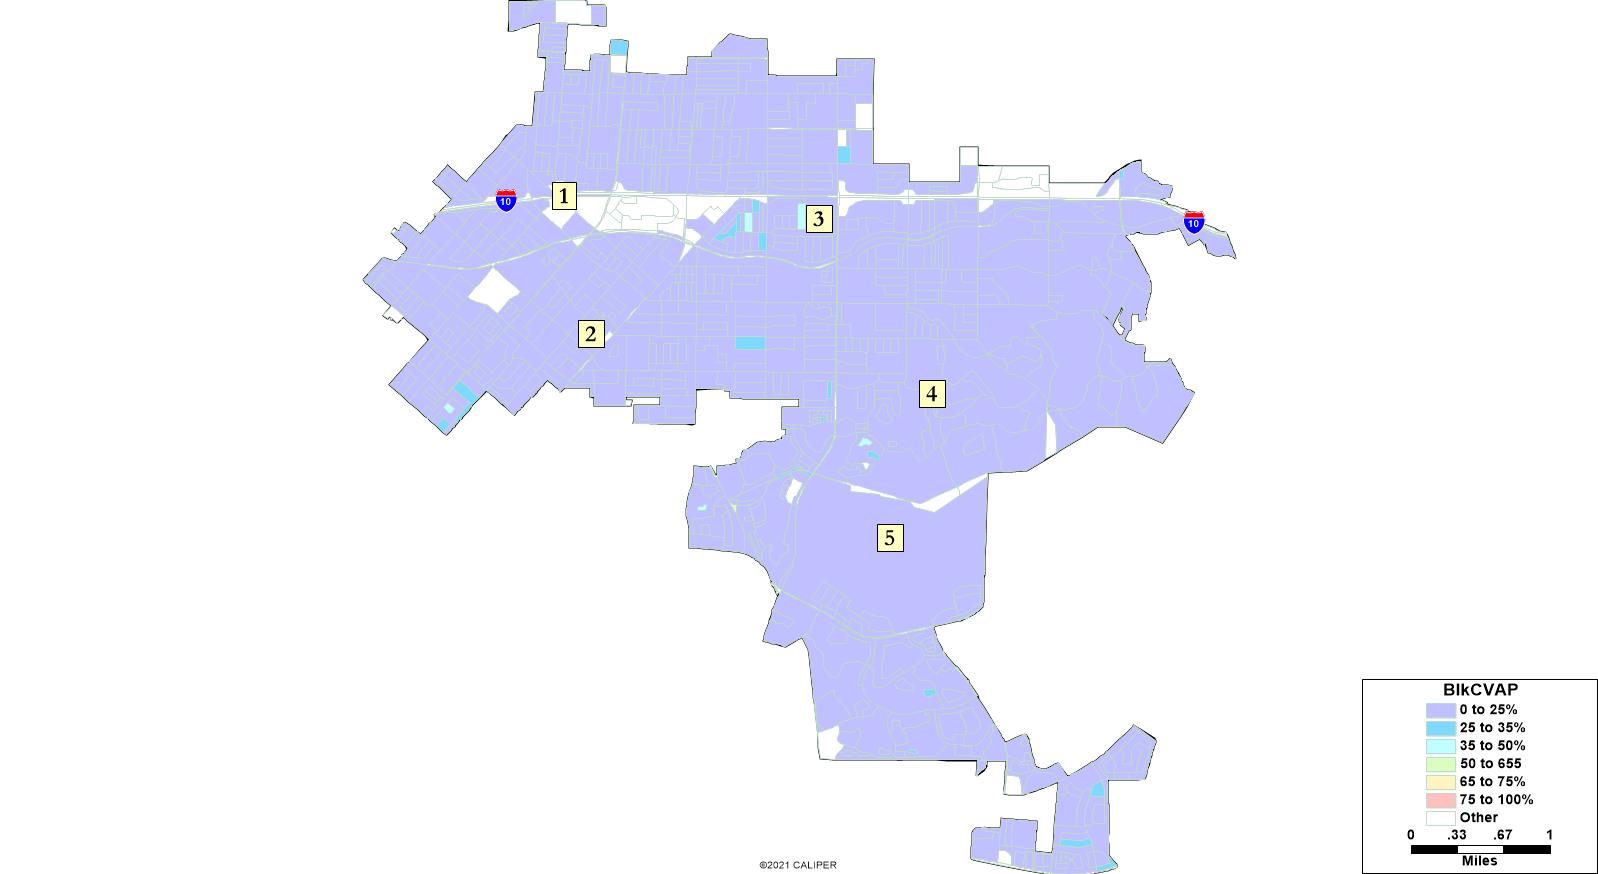 1
10
3
10
2
4
5
BlkCVAP
0 to 25%
25 to 35%
35 to 50%
50 to 655
65 to 75%
75 to 100%
Other
0 .33 .67 1
Miles
©2021 CALIPER